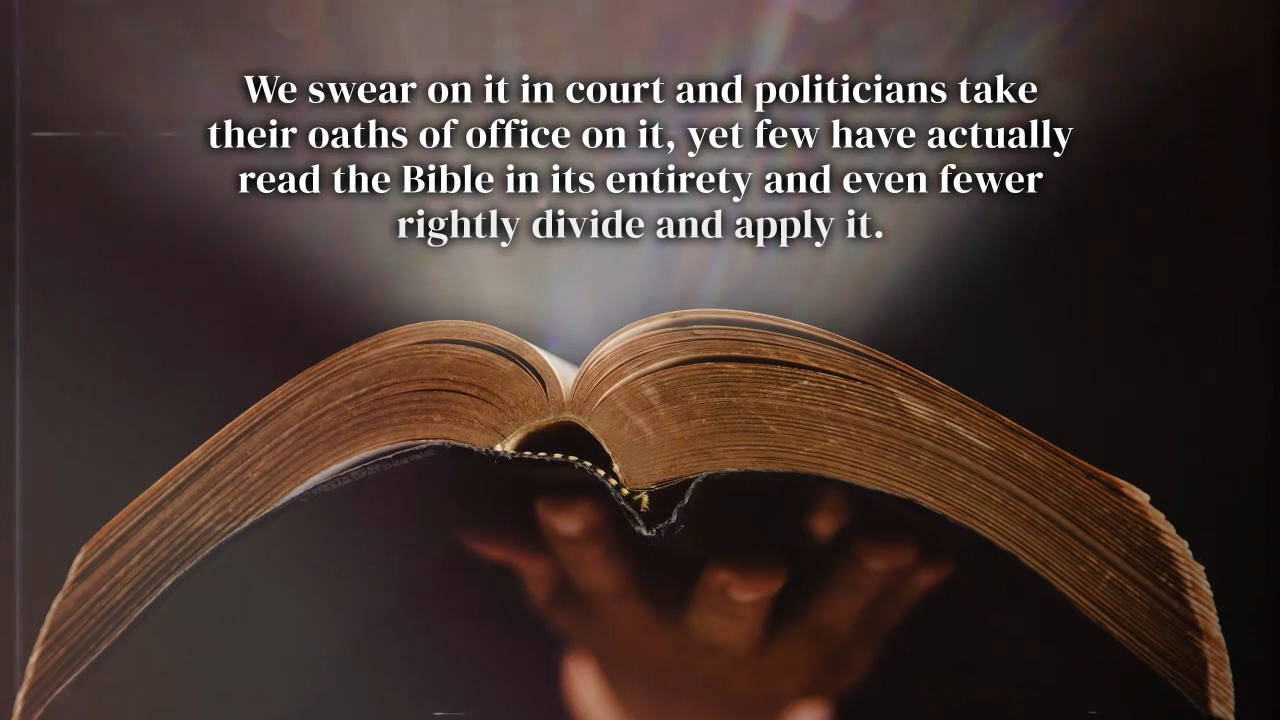 We swear on it in court and politicians take
their oaths of office on it, yet few have actually
read the Bible in its entirety and even fewer
rightly divide and apply it.